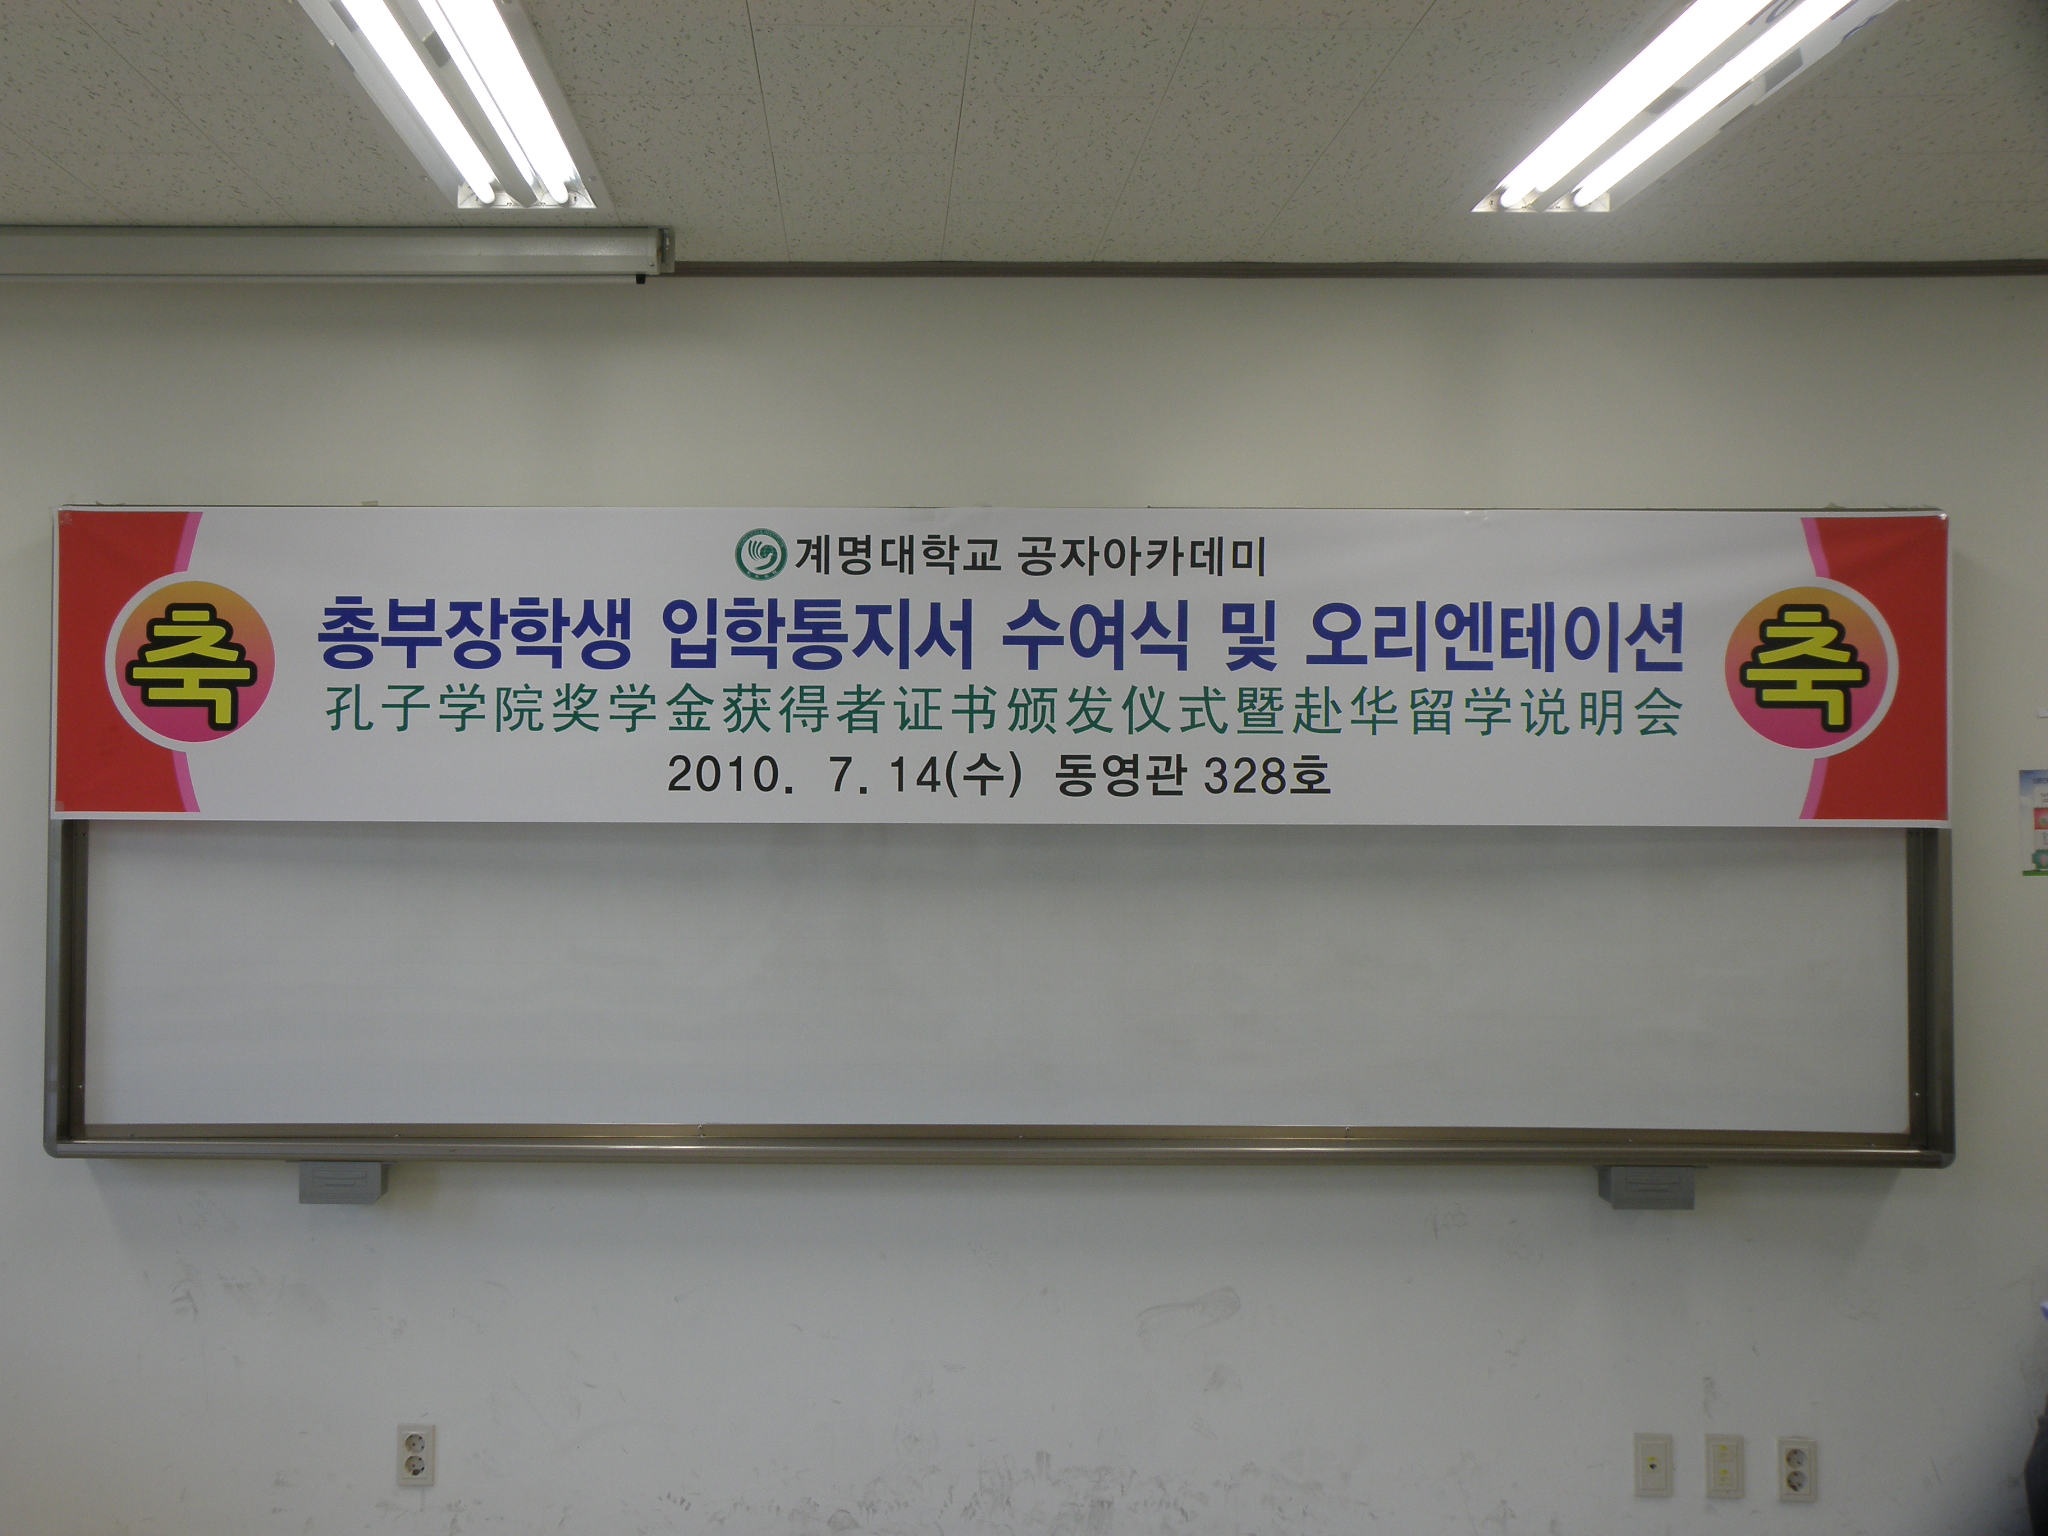 계명대학교 공자아카데미
축 총부장학생 입학통지서 수여식 및 오리엔테이션 축
孔子学院奖学金获得者证书颁发仪式暨赴华留学说明会
2010. 7. 14(수) 동영관 328호